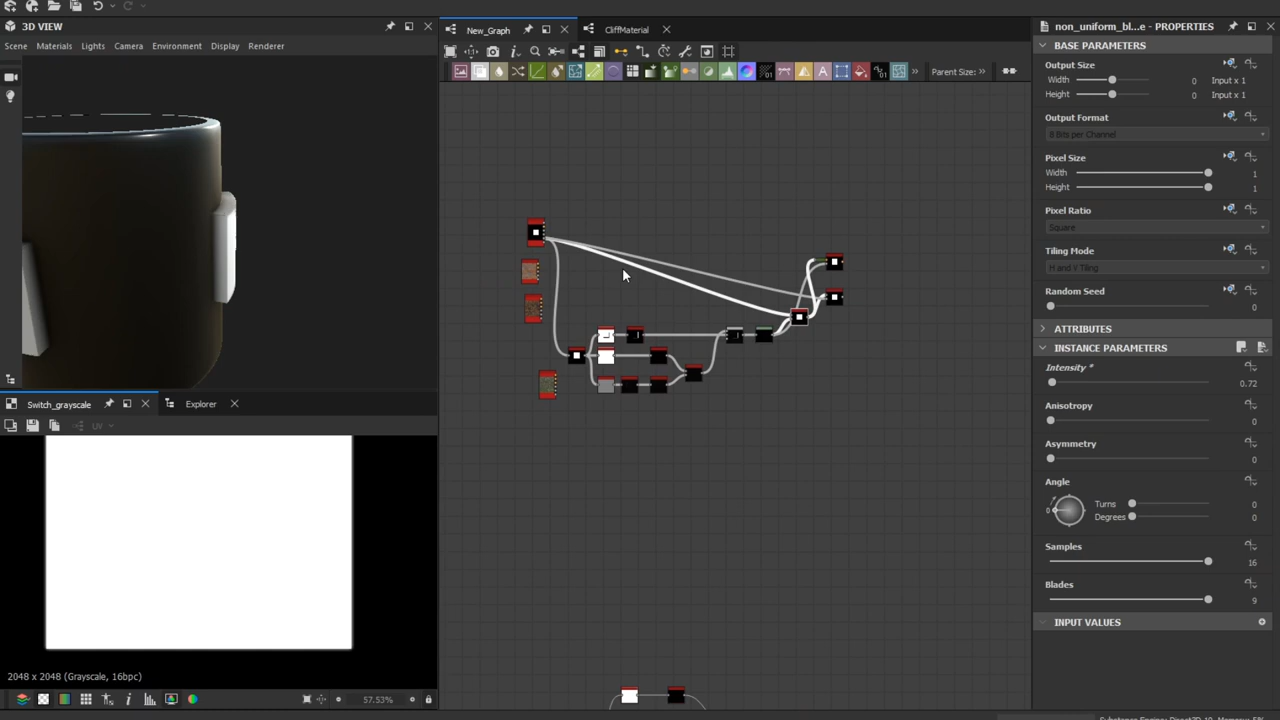 3D VIEW
Scene Materials Lights Camera Environment Display Renderer
New_Graph
CliffMaterial
Parent Size:
non_uniform_bl...e - PROPERTIES
BASE PARAMETERS
Output Size
Width 0 Input x 1
Height 0 Input x 1
Output Format
8 Bits per Channel
Pixel Size
Width 1
Height 1
Pixel Ratio
Square
Tiling Mode
H and V Tiling
Random Seed
0
ATTRIBUTES
INSTANCE PARAMETERS
Intensity *
0.72
Anisotropy
0
Asymmetry
0
Angle
0
Turns 0
Degrees 0
Samples
16
Blades
9
INPUT VALUES
Switch_grayscale
Explorer
UV
2048 x 2048 (Grayscale, 16bpc)
57.53%